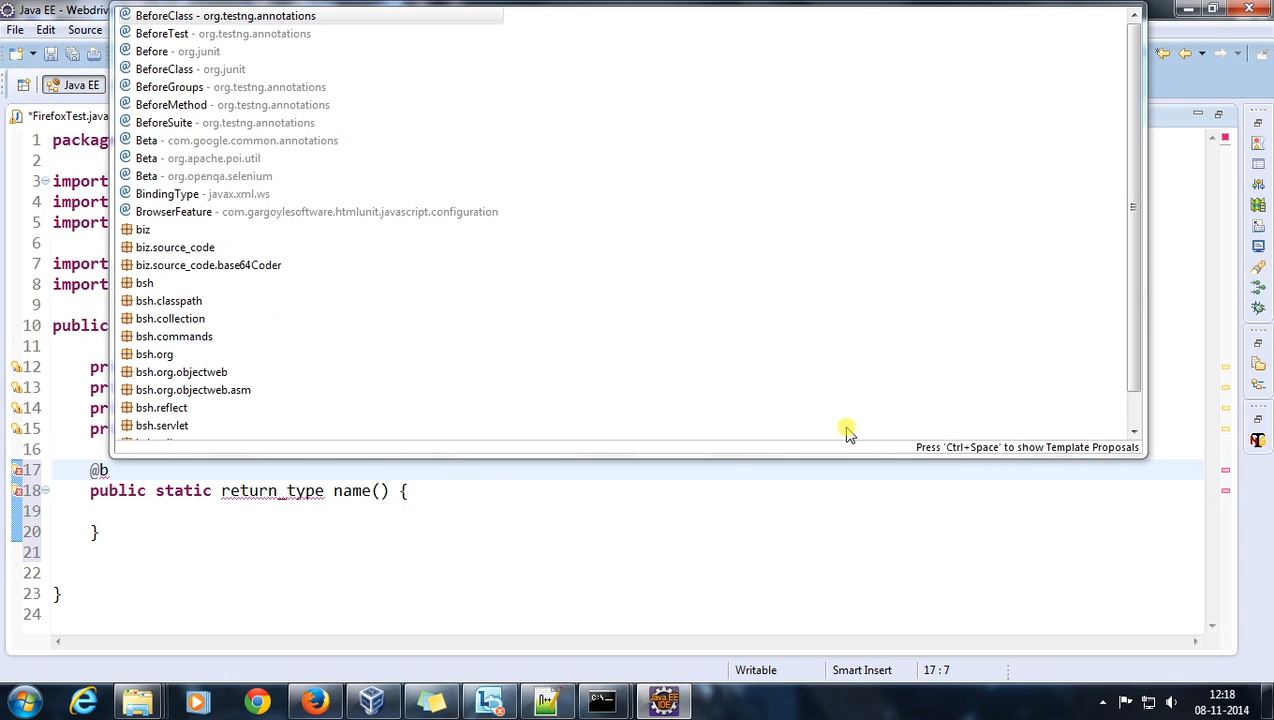 Java EE - Webdriv
File Edit Source
Java EE
*FirefoxTest.java
BeforeClass - org.testng.annotations
BeforeTest - org.testng.annotations
Before - org.junit
BeforeClass - org.junit
BeforeGroups - org.testng.annotations
BeforeMethod - org.testng.annotations
BeforeSuite - org.testng.annotations
Beta - com.google.common.annotations
Beta - org.apache.poi.util
Beta - org.openqa.selenium
BindingType - javax.xml.ws
BrowserFeature - com.gargoylesoftware.htmlunit.javascript.configuration
biz
biz.source_code
biz.source_code.base64Coder
bsh
bsh.classpath
bsh.collection
bsh.commands
bsh.org
bsh.org.objectweb
bsh.org.objectweb.asm
bsh.reflect
bsh.servlet
Press 'Ctrl+Space' to show Template Proposals
1 packag
2
3 import
4 import
5 import
6
7 import
8 import
9
10 public
11
12 pr
13 pr
14 pr
15 pr
16
17 @b
18 public static return_type name() {
19
20 }
21
22
23 }
24
Writable Smart Insert 17 : 7
Java EE
IDE
12:18
08-11-2014